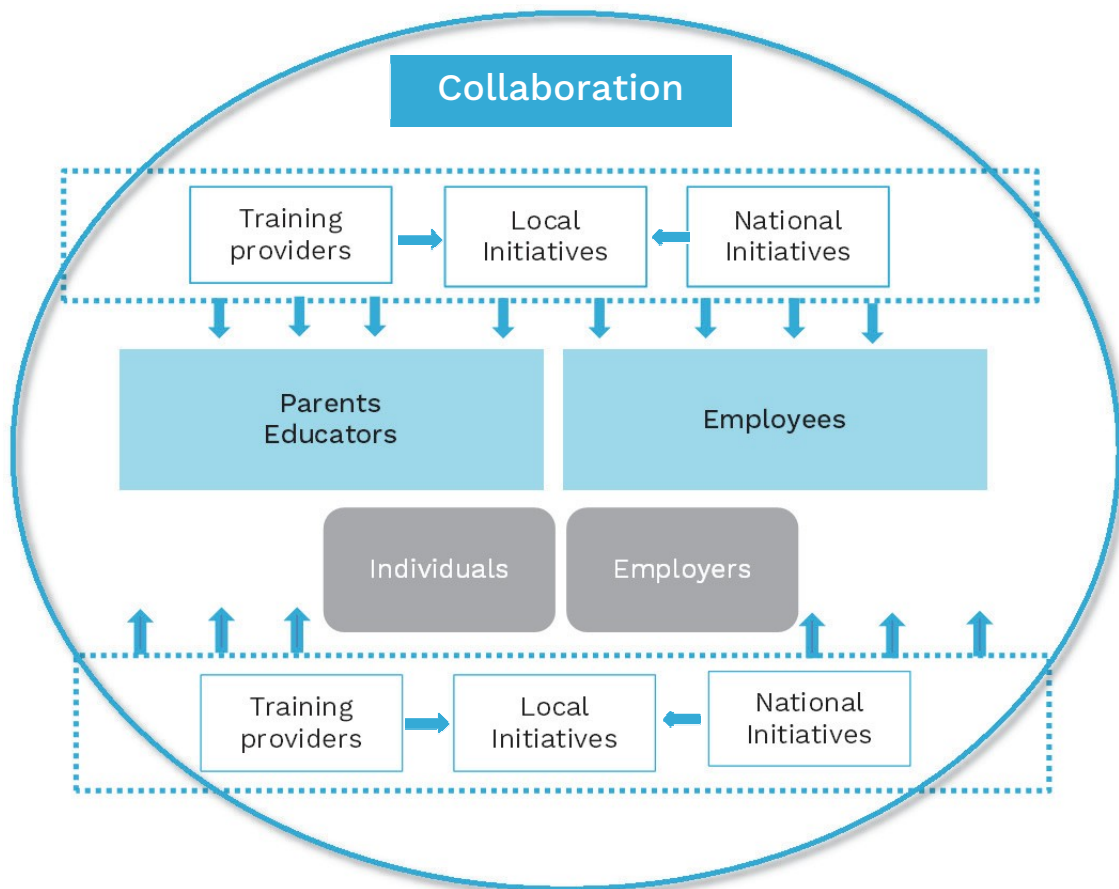 Collaboration
Training
providers
Local
Initiatives
National
Initiatives
Parents
Educators
Employees
Individuals
Employers
Training
providers
Local
Initiatives
National
Initiatives